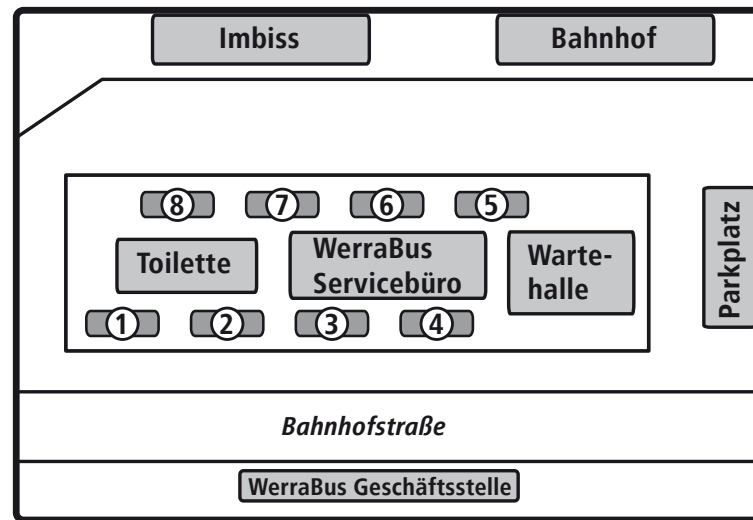 Imbiss
Bahnhof
8 7 6 5
Toilette
WerraBus
Servicebüro
Warte-
halle
Parkplatz
1 2 3 4
Bahnhofstraße
WerraBus Geschäftsstelle